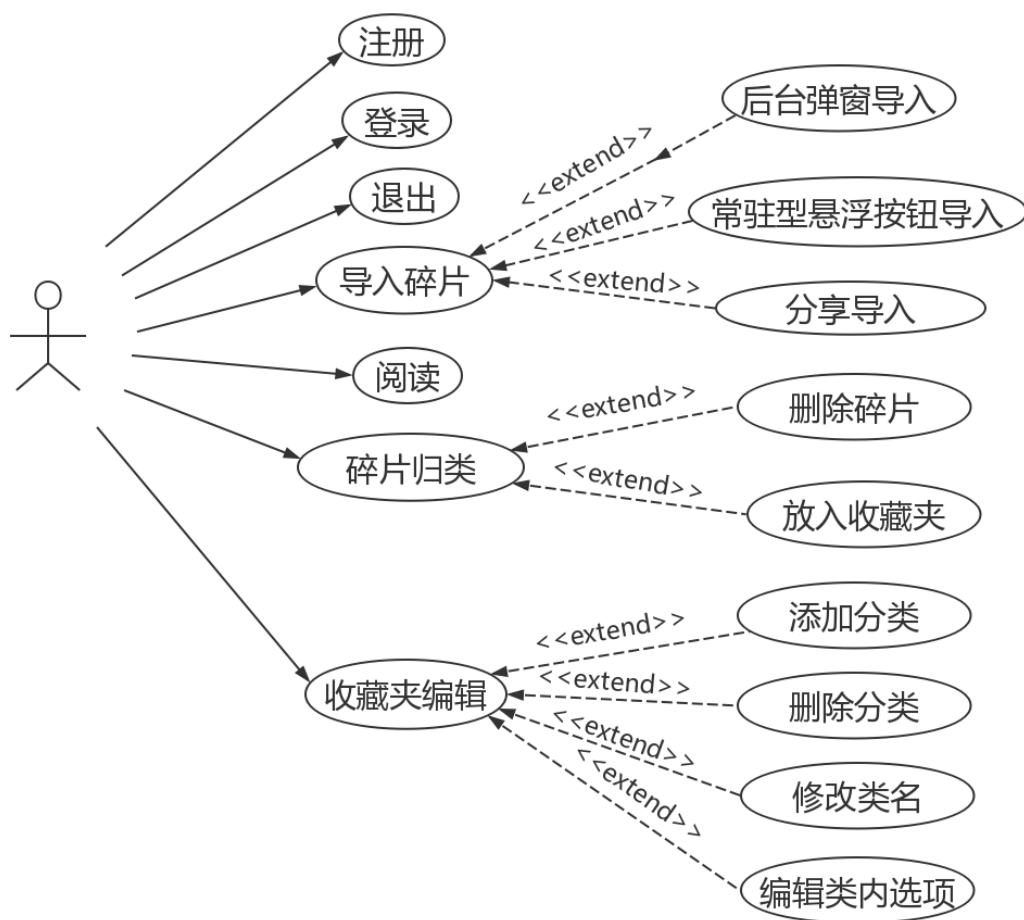 注册
登录
退出
导入碎片
阅读
碎片归类
收藏夹编辑
<<extend>>
后台弹窗导入
<<extend>>
常驻型悬浮按钮导入
<<extend>>
分享导入
<<extend>>
删除碎片
<<extend>>
放入收藏夹
<<extend>>
添加分类
<<extend>>
删除分类
<<extend>>
修改类名
<<extend>>
编辑类内选项